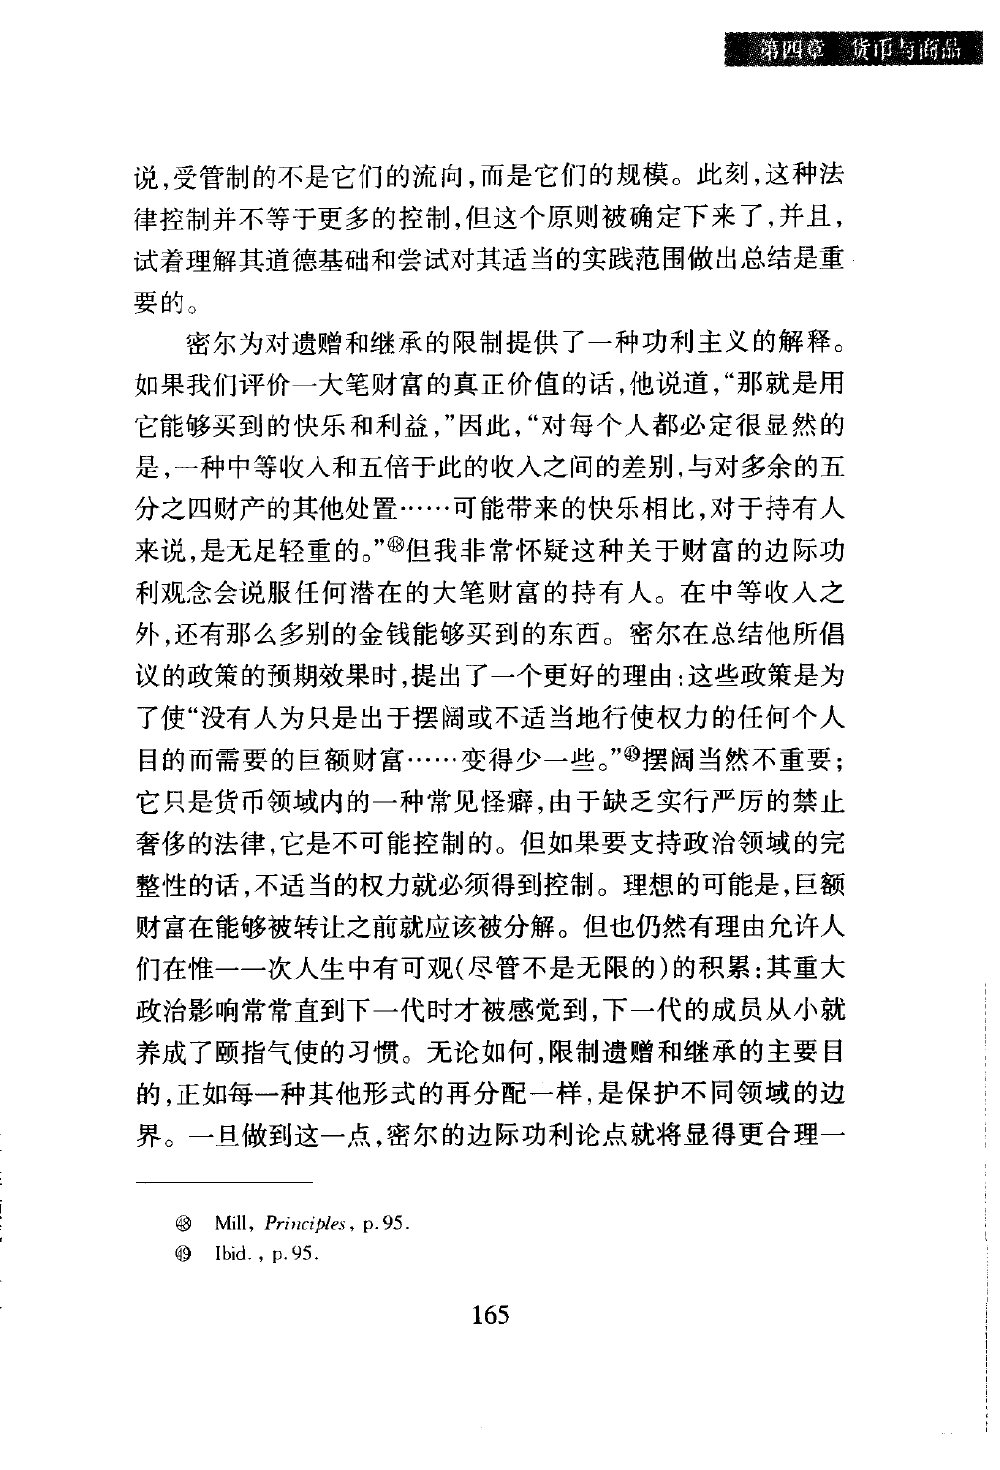 第四章 货币与商品
说,受管制的不是它们的流向,而是它们的规模。此刻,这种法
律控制并不等于更多的控制,但这个原则被确定下来了,并且,
试着理解其道德基础和尝试对其适当的实践范围做出总结是重
要的。
密尔为对遗赠和继承的限制提供了一种功利主义的解释。
如果我们评价一大笔财富的真正价值的话,他说道,“那就是用
它能够买到的快乐和利益,”因此,“对每个人都必定很显然的
是,一种中等收入和五倍于此的收入之间的差别,与对多余的五
分之四财产的其他处置……可能带来的快乐相比,对于持有人
来说,是无足轻重的。”㊽但我非常怀疑这种关于财富的边际功
利观念会说服任何潜在的大笔财富的持有人。在中等收入之
外,还有那么多别的金钱能够买到的东西。密尔在总结他所倡
议的政策的预期效果时,提出了一个更好的理由:这些政策是为
了使“没有人为只是出于摆阔或不适当地行使权力的任何个人
目的而需要的巨额财富……变得少一些。”㊾摆阔当然不重要;
它只是货币领域内的一种常见怪癖,由于缺乏实行严厉的禁止
奢侈的法律,它是不可能控制的。但如果要支持政治领域的完
整性的话,不适当的权力就必须得到控制。理想的可能是,巨额
财富在能够被转让之前就应该被分解。但也仍然有理由允许人
们在惟一一次人生中有可观(尽管不是无限的)的积累:其重大
政治影响常常直到下一代时才被感觉到,下一代的成员从小就
养成了颐指气使的习惯。无论如何,限制遗赠和继承的主要目
的,正如每一种其他形式的再分配一样,是保护不同领域的边
界。一旦做到这一点,密尔的边际功利论点就将显得更合理一
㊽ Mill, Principles, p.95.
㊾ Ibid., p.95.
165